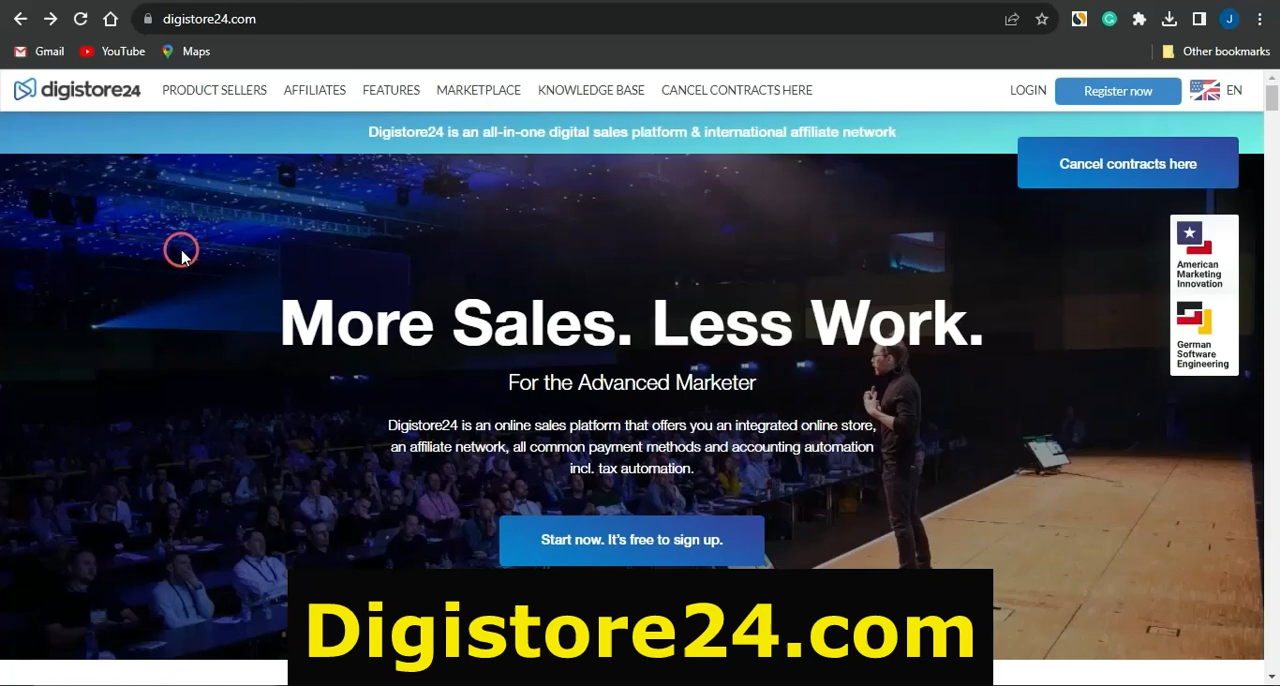 digistore24.com
J
Gmail
YouTube
Maps
Other bookmarks
digistore24
PRODUCT SELLERS
AFFILIATES
FEATURES
MARKETPLACE
KNOWLEDGE BASE
CANCEL CONTRACTS HERE
LOGIN
Register now
EN
Digistore24 is an all-in-one digital sales platform & international affiliate network
Cancel contracts here
American
Marketing
Innovation
German
Software
Engineering
More Sales. Less Work.
For the Advanced Marketer
Digistore24 is an online sales platform that offers you an integrated online store,
an affiliate network, all common payment methods and accounting automation
incl. tax automation.
Start now. It's free to sign up.
Digistore24.com